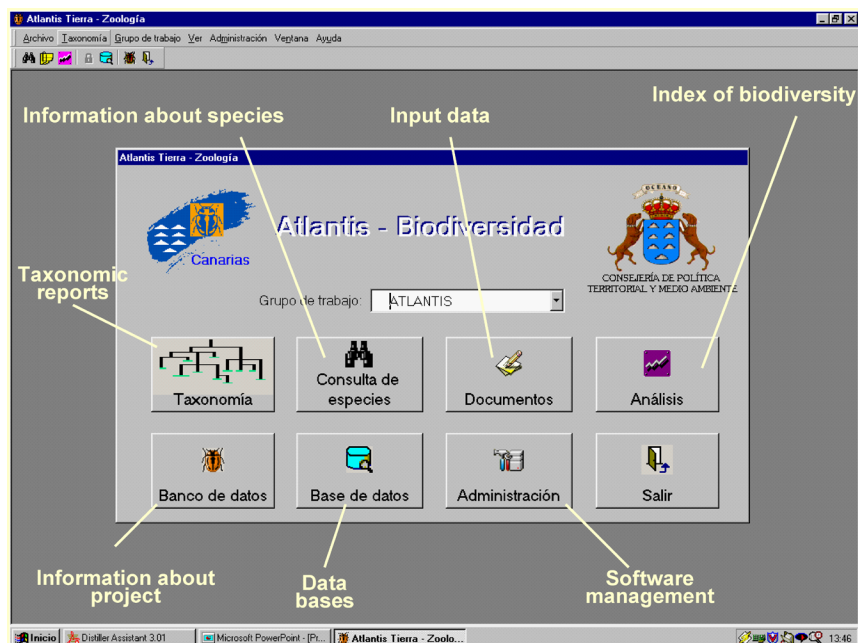 Atlantis Tierra - Zoología
Archivo Taxonomía Grupo de trabajo Ver Administración Ventana Ayuda
Index of biodiversity
Information about species
Input data
Atlantis Tierra - Zoología
OCEANO
Atlantis - Biodiversidad
Canarias
Taxonomic
reports
CONSEJERÍA DE POLÍTICA
TERRITORIAL Y MEDIO AMBIENTE
Grupo de trabajo: ATLANTIS
Taxonomía
Consulta de
especies
Documentos
Análisis
Banco de datos
Base de datos
Administración
Salir
Information about
project
Data
bases
Software
management
Inicio
Distiller Assistant 3.01
Microsoft PowerPoint - [Pr...
Atlantis Tierra - Zoolo...
13:46